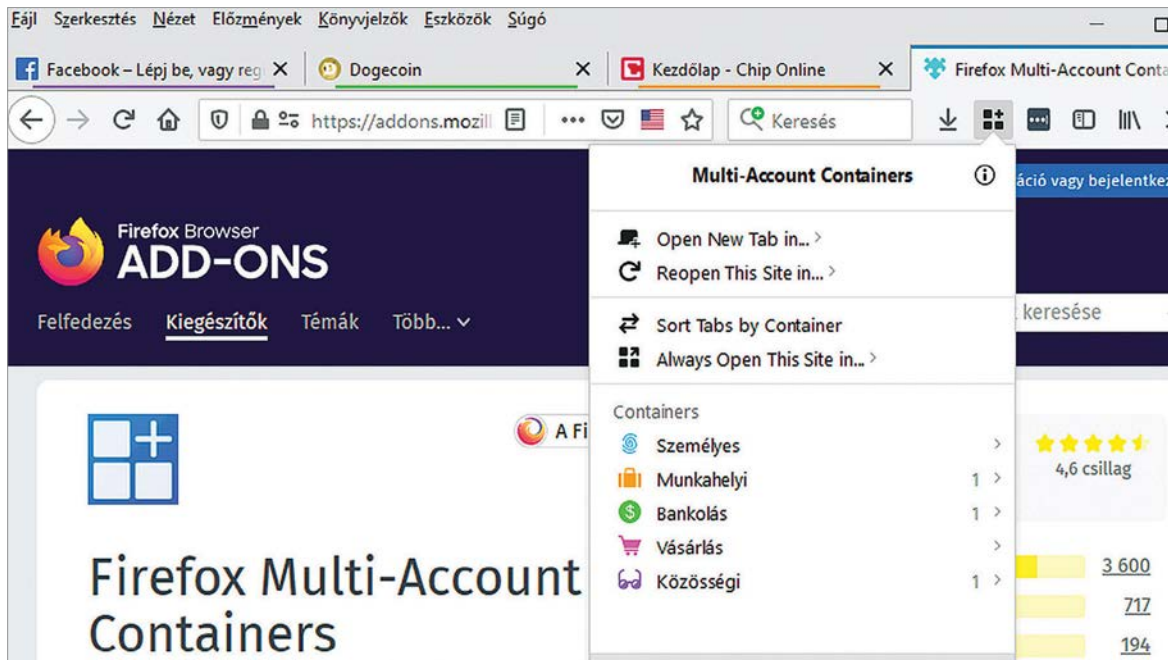 Fájl Szerkesztés Nézet Előzmények Könyvjelzők Eszközök Súgó
Facebook – Lépj be, vagy reg Dogecoin Kezdőlap - Chip Online Firefox Multi-Account Conta
https://addons.mozill Keresés
Multi-Account Containers
áció vagy bejelentkez
Firefox Browser
ADD-ONS
Open New Tab in...
Reopen This Site in...
Felfedezés Kiegészítők Témák Több...
Sort Tabs by Container
keresése
Always Open This Site in...
Containers
A Fi
Személyes
4,6 csillag
Munkahelyi 1
Bankolás 1
Vásárlás
Közösségi 1
Firefox Multi-Account
Containers
3 600
717
194